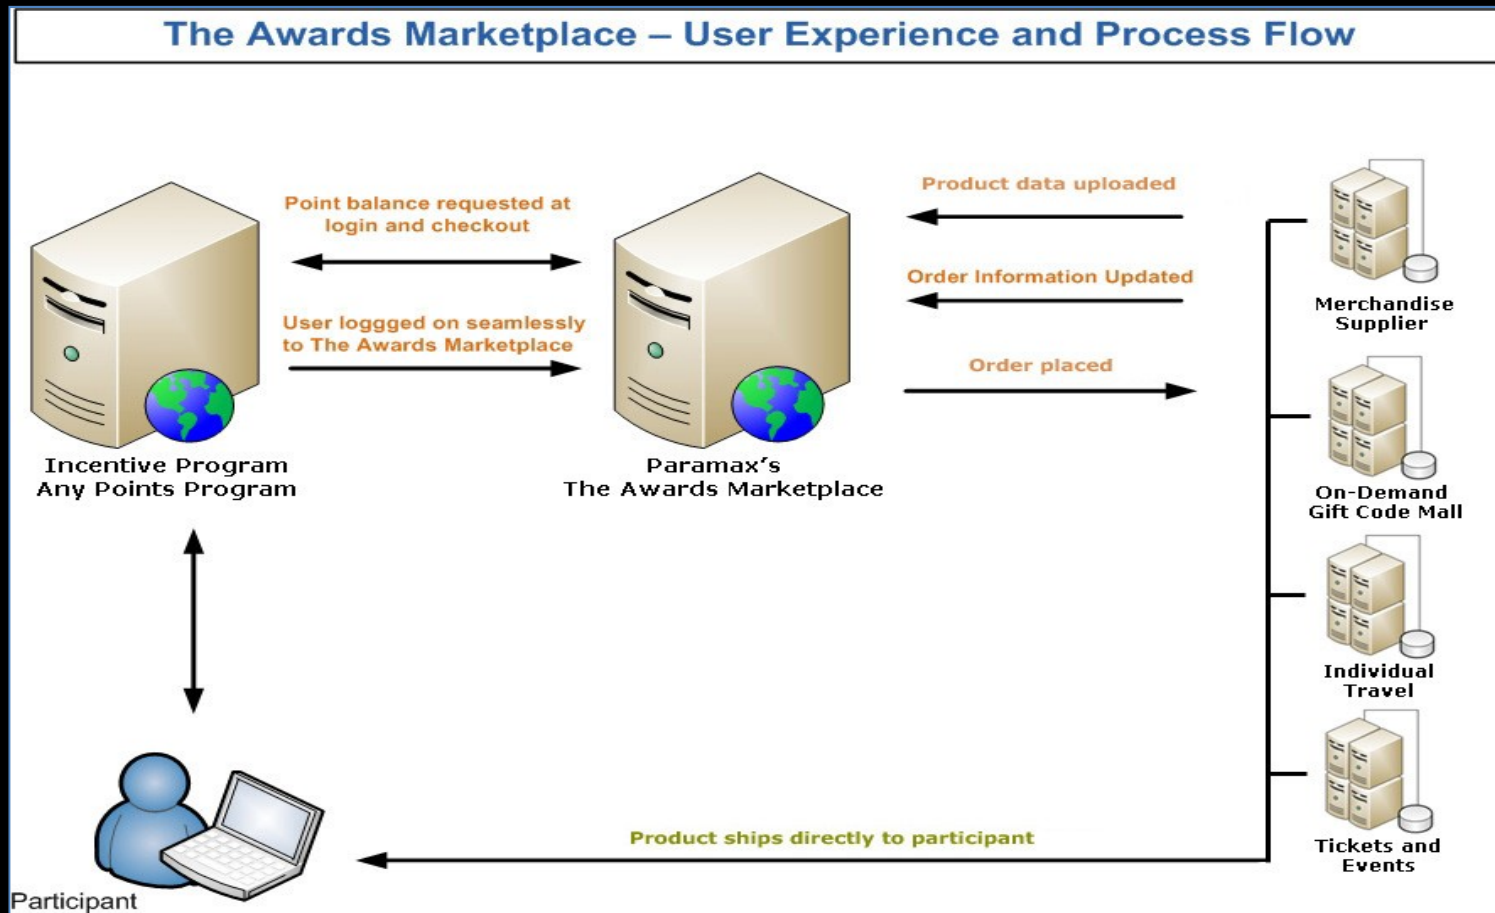 The Awards Marketplace – User Experience and Process Flow
Point balance requested at
login and checkout
User loggged on seamlessly
to The Awards Marketplace
Product data uploaded
Order Information Updated
Order placed
Incentive Program
Any Points Program
Paramax's
The Awards Marketplace
Merchandise
Supplier
On-Demand
Gift Code Mall
Individual
Travel
Tickets and
Events
Product ships directly to participant
Participant